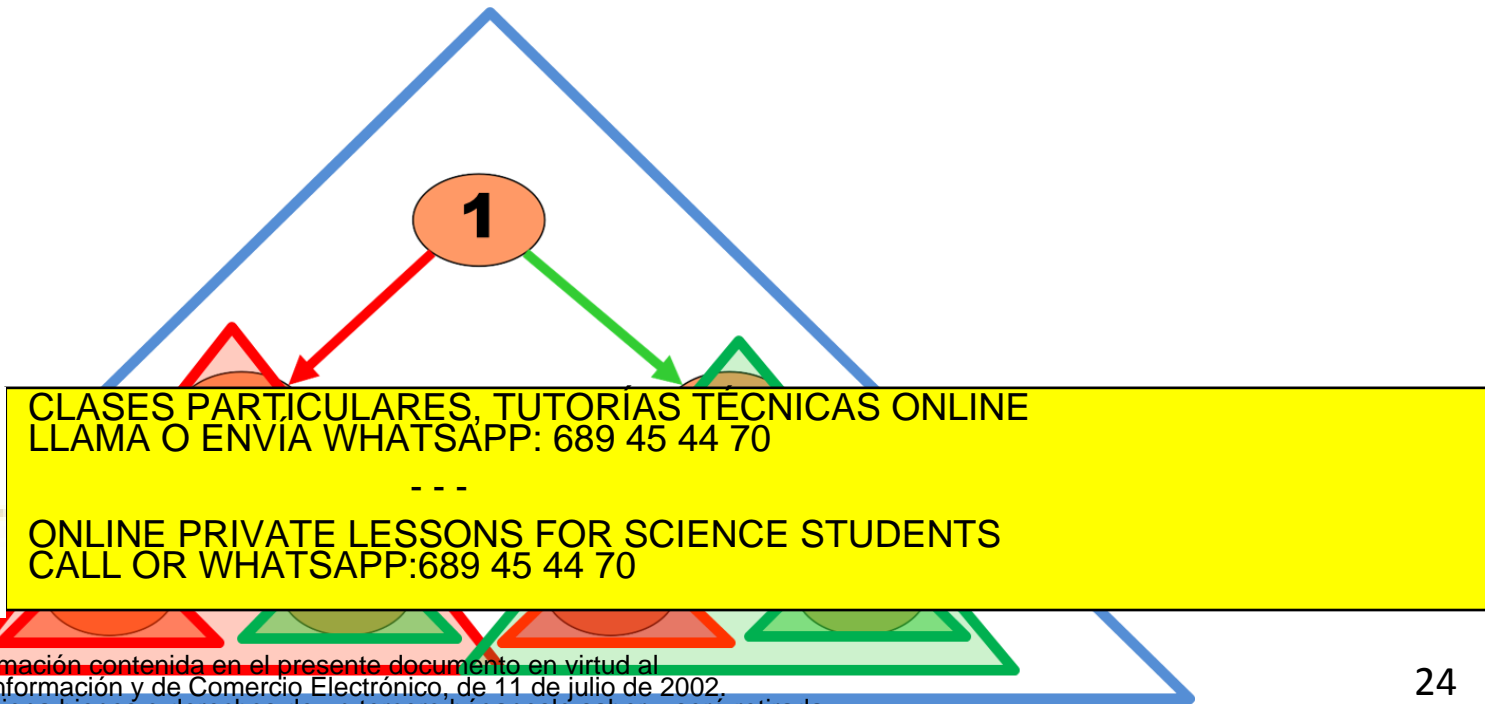 1
CLASES PARTICULARES, TUTORÍAS TÉCNICAS ONLINE
LLAMA O ENVÍA WHATSAPP: 689 45 44 70
- - -
ONLINE PRIVATE LESSONS FOR SCIENCE STUDENTS
CALL OR WHATSAPP:689 45 44 70
mación contenida en el presente documento en virtud al
nformación y de Comercio Electrónico, de 11 de julio de 2002.
24